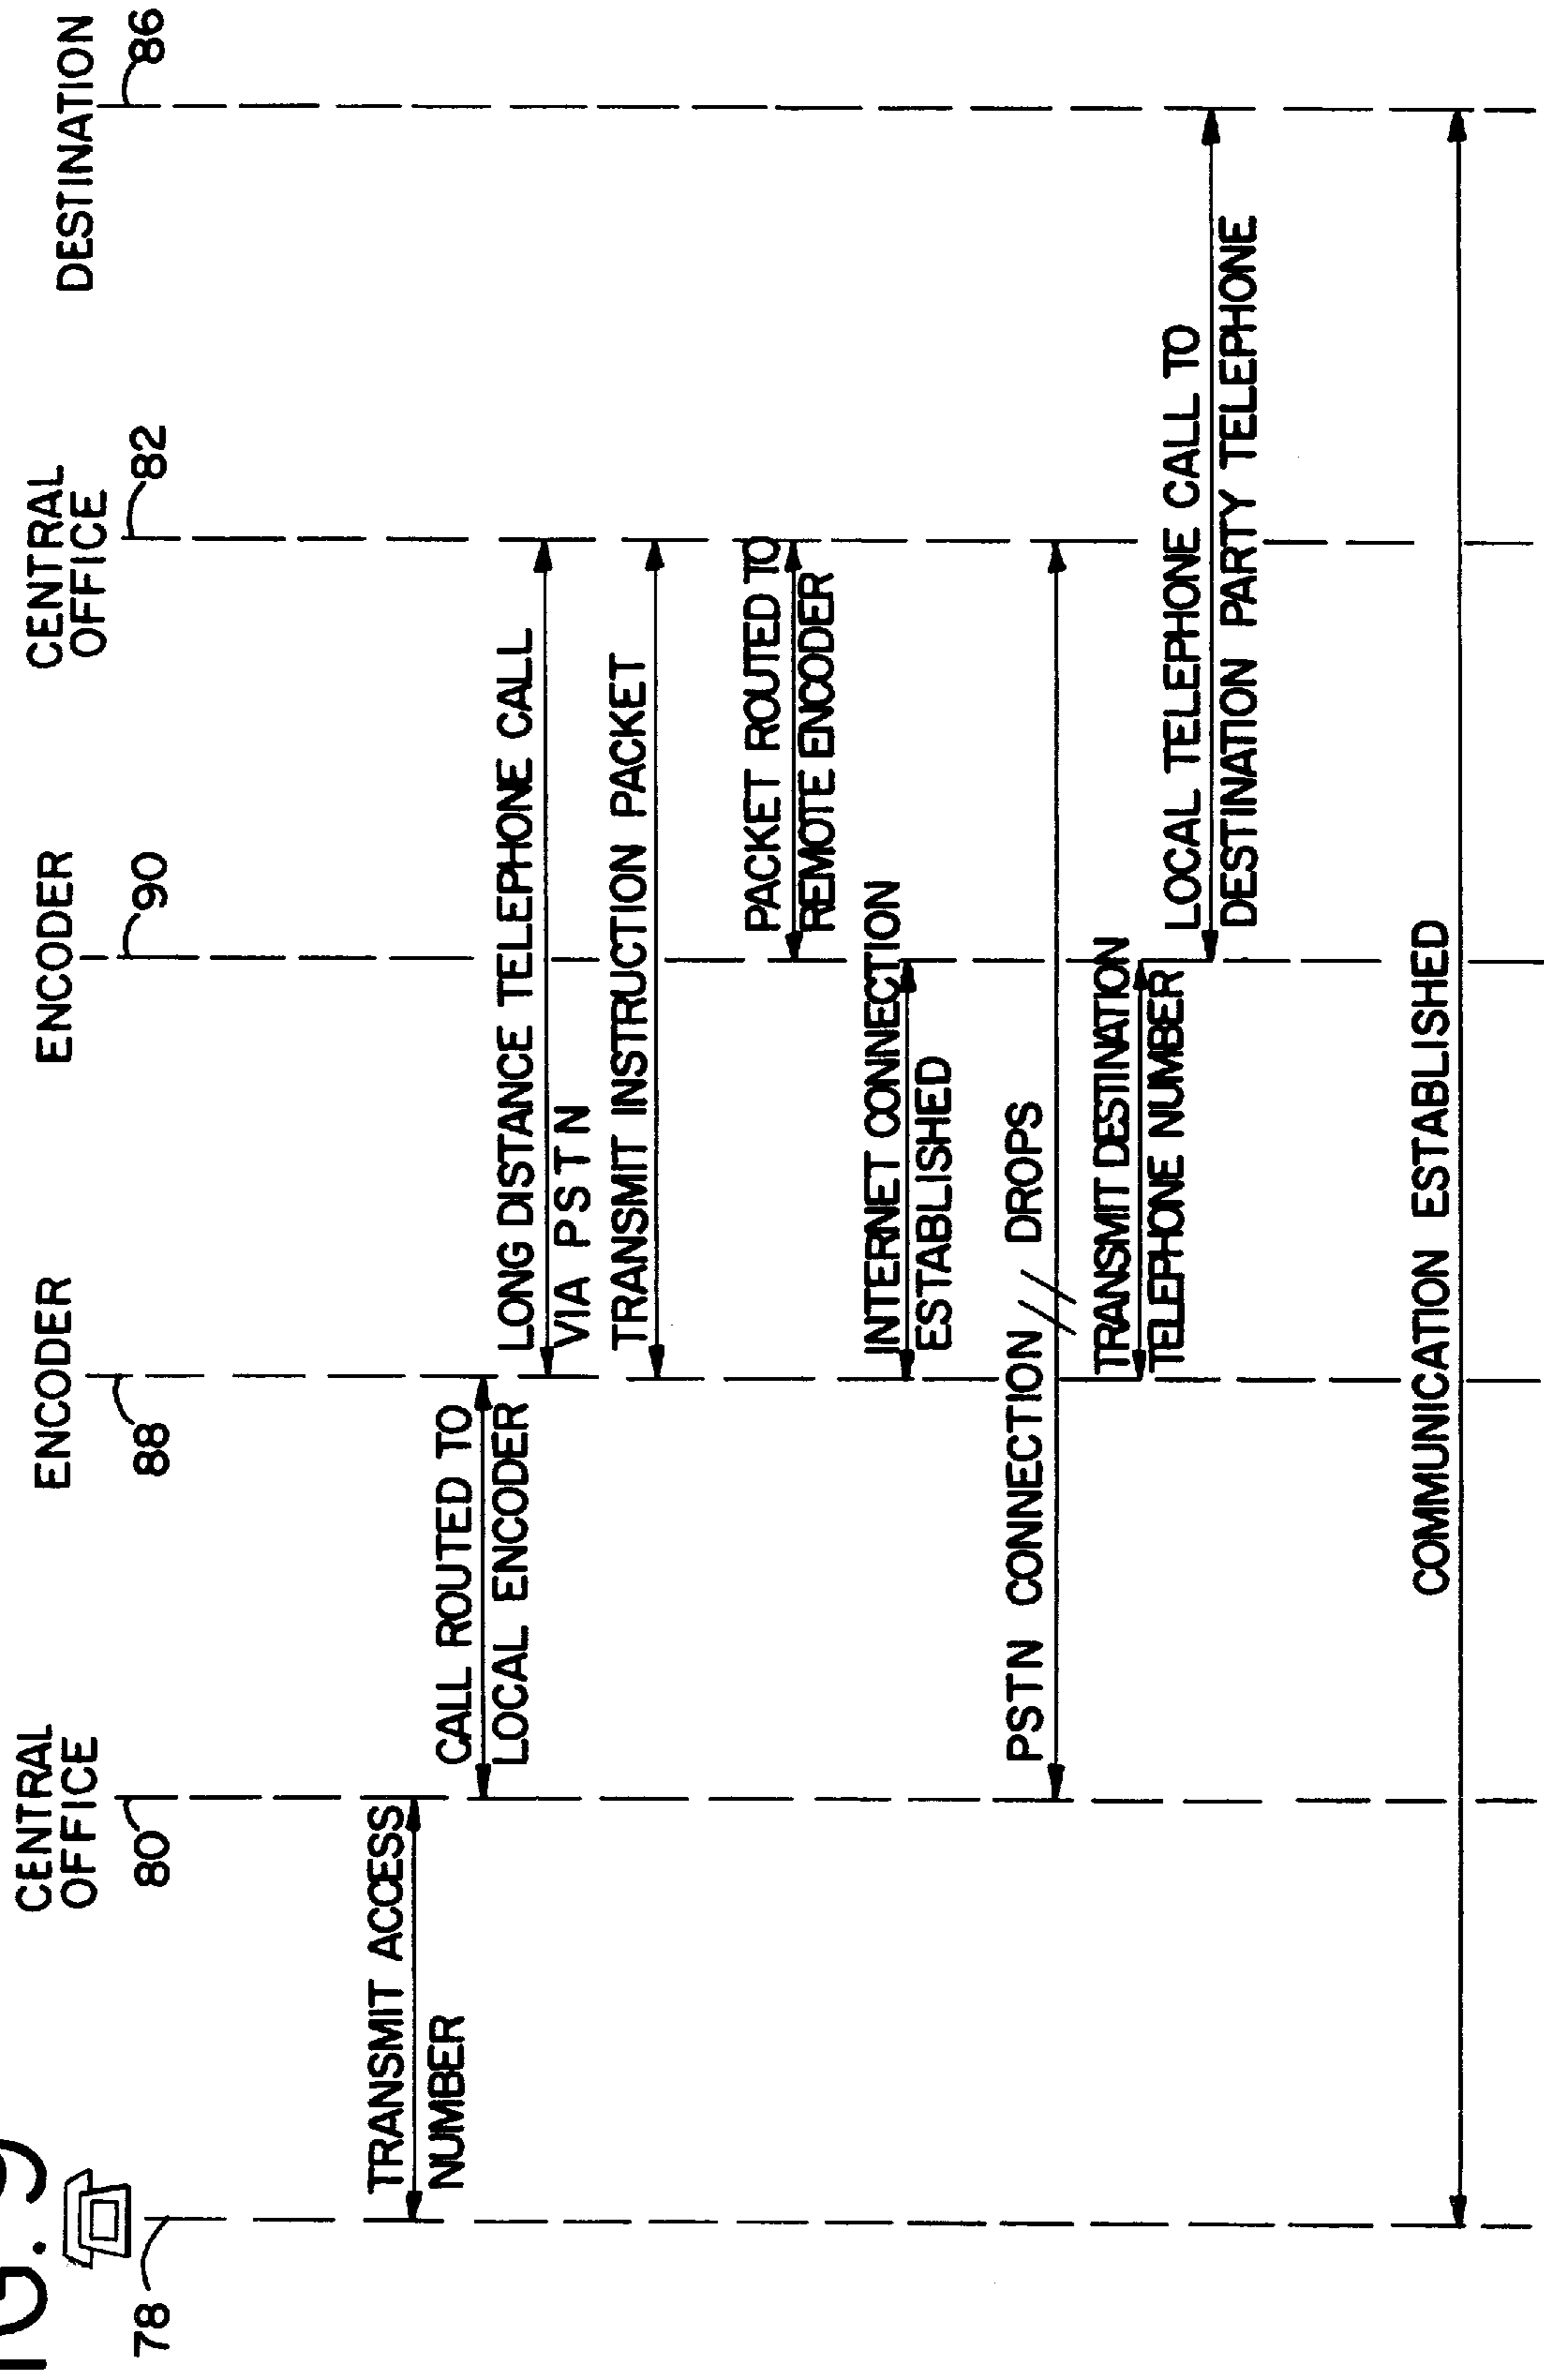 FIG. 9
CENTRAL
OFFICE
ENCODER
ENCODER
CENTRAL
OFFICE
DESTINATION
78
80
88
90
82
86
TRANSMIT ACCESS
NUMBER
CALL ROUTED TO
LOCAL ENCODER
LONG DISTANCE TELEPHONE CALL
VIA PSTN
TRANSMIT INSTRUCTION PACKET
PACKET ROUTED TO
REMOTE ENCODER
INTERNET CONNECTION
ESTABLISHED
PSTN CONNECTION DROPS
TRANSMIT DESTINATION
TELEPHONE NUMBER
LOCAL TELEPHONE CALL TO
DESTINATION PARTY TELEPHONE
COMMUNICATION ESTABLISHED